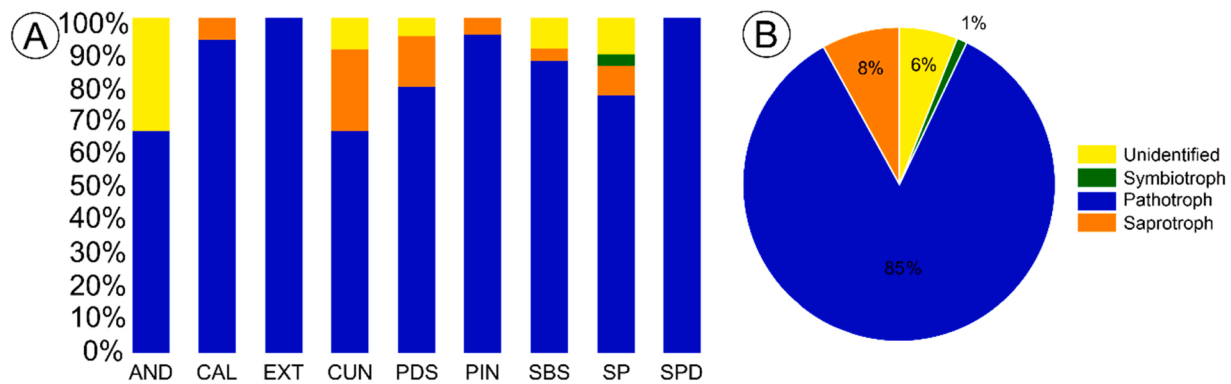 A
100%
90%
80%
70%
60%
50%
40%
30%
20%
10%
0%
AND CAL EXT CUN PDS PIN SBS SP SPD
B
1%
8%
6%
85%
Unidentified
Symbiotroph
Pathotroph
Saprotroph